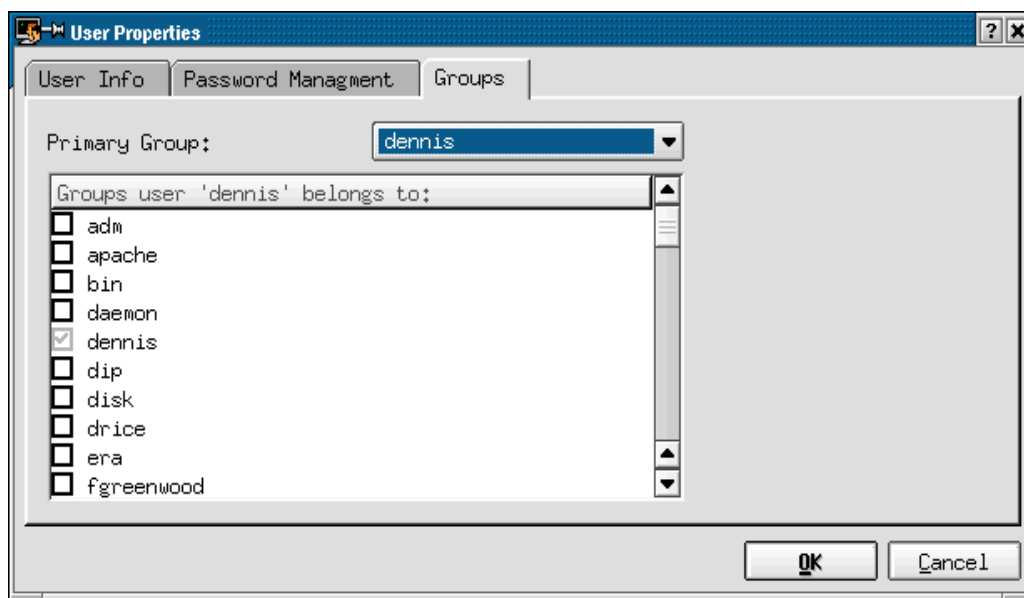 User Properties
User Info Password Managment Groups
Primary Group: dennis
Groups user 'dennis' belongs to:
adm
apache
bin
daemon
dennis
dip
disk
drice
era
fgreenwood
OK Cancel